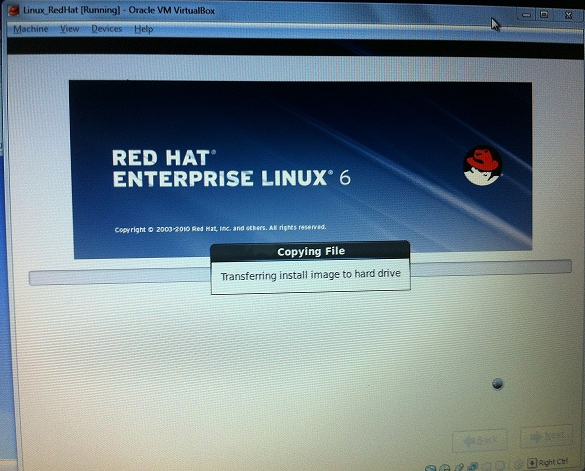 Linux_RedHat [Running] - Oracle VM VirtualBox
Machine View Devices Help
RED HAT®
ENTERPRISE LINUX® 6
Copyright © 2003-2010 Red Hat, Inc. and others. All rights reserved.
Copying File
Transferring install image to hard drive
Back Next
Right Ctrl